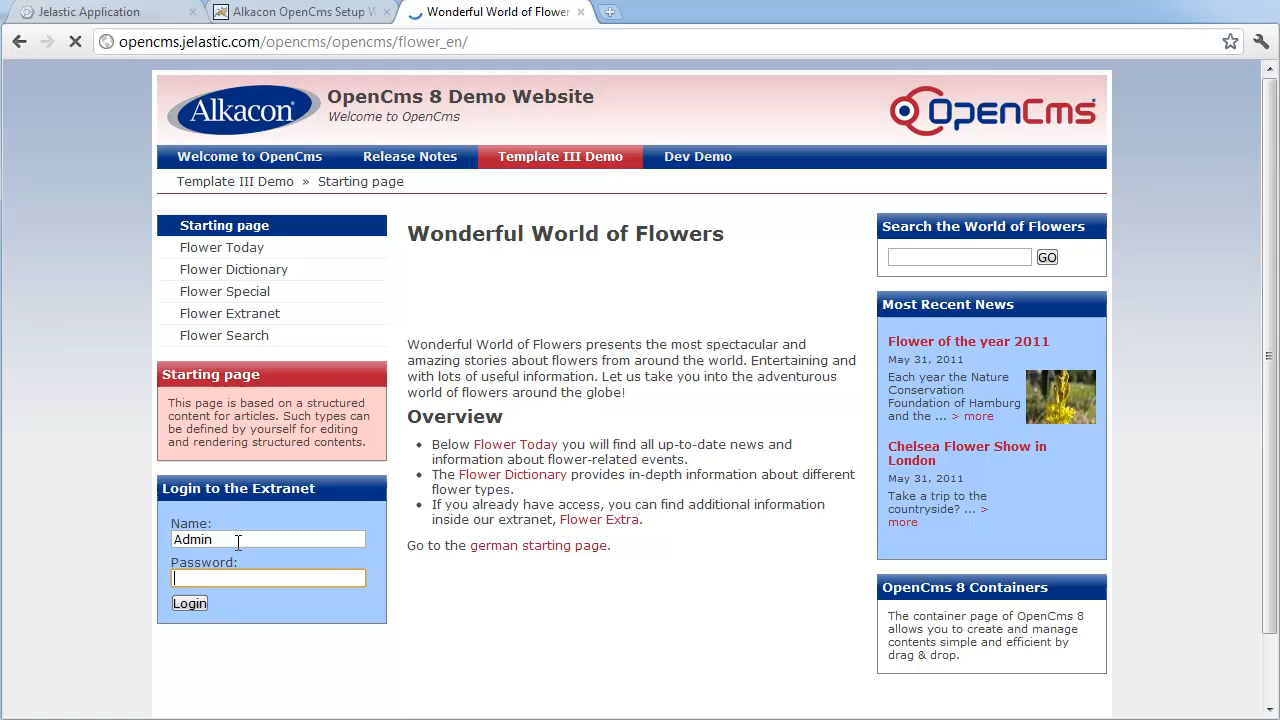 Jelastic Application
Alkacon OpenCms Setup W
Wonderful World of Flower
opencms.jelastic.com/opencms/opencms/flower_en/
Alkacon
OpenCms 8 Demo Website
Welcome to OpenCms
OpenCms
Welcome to OpenCms
Release Notes
Template III Demo
Dev Demo
Template III Demo » Starting page
Starting page
Flower Today
Flower Dictionary
Flower Special
Flower Extranet
Flower Search
Starting page
This page is based on a structured
content for articles. Such types can
be defined by yourself for editing
and rendering structured contents.
Login to the Extranet
Name:
Admin
Password:
Login
Wonderful World of Flowers
Wonderful World of Flowers presents the most spectacular and
amazing stories about flowers from around the world. Entertaining and
with lots of useful information. Let us take you into the adventurous
world of flowers around the globe!
Overview
• Below Flower Today you will find all up-to-date news and
information about flower-related events.
• The Flower Dictionary provides in-depth information about different
flower types.
• If you already have access, you can find additional information
inside our extranet, Flower Extra.
Go to the german starting page.
Search the World of Flowers
GO
Most Recent News
Flower of the year 2011
May 31, 2011
Each year the Nature
Conservation
Foundation of Hamburg
and the ... > more
Chelsea Flower Show in
London
May 31, 2011
Take a trip to the
countryside? ... >
more
OpenCms 8 Containers
The container page of OpenCms 8
allows you to create and manage
contents simple and efficient by
drag & drop.